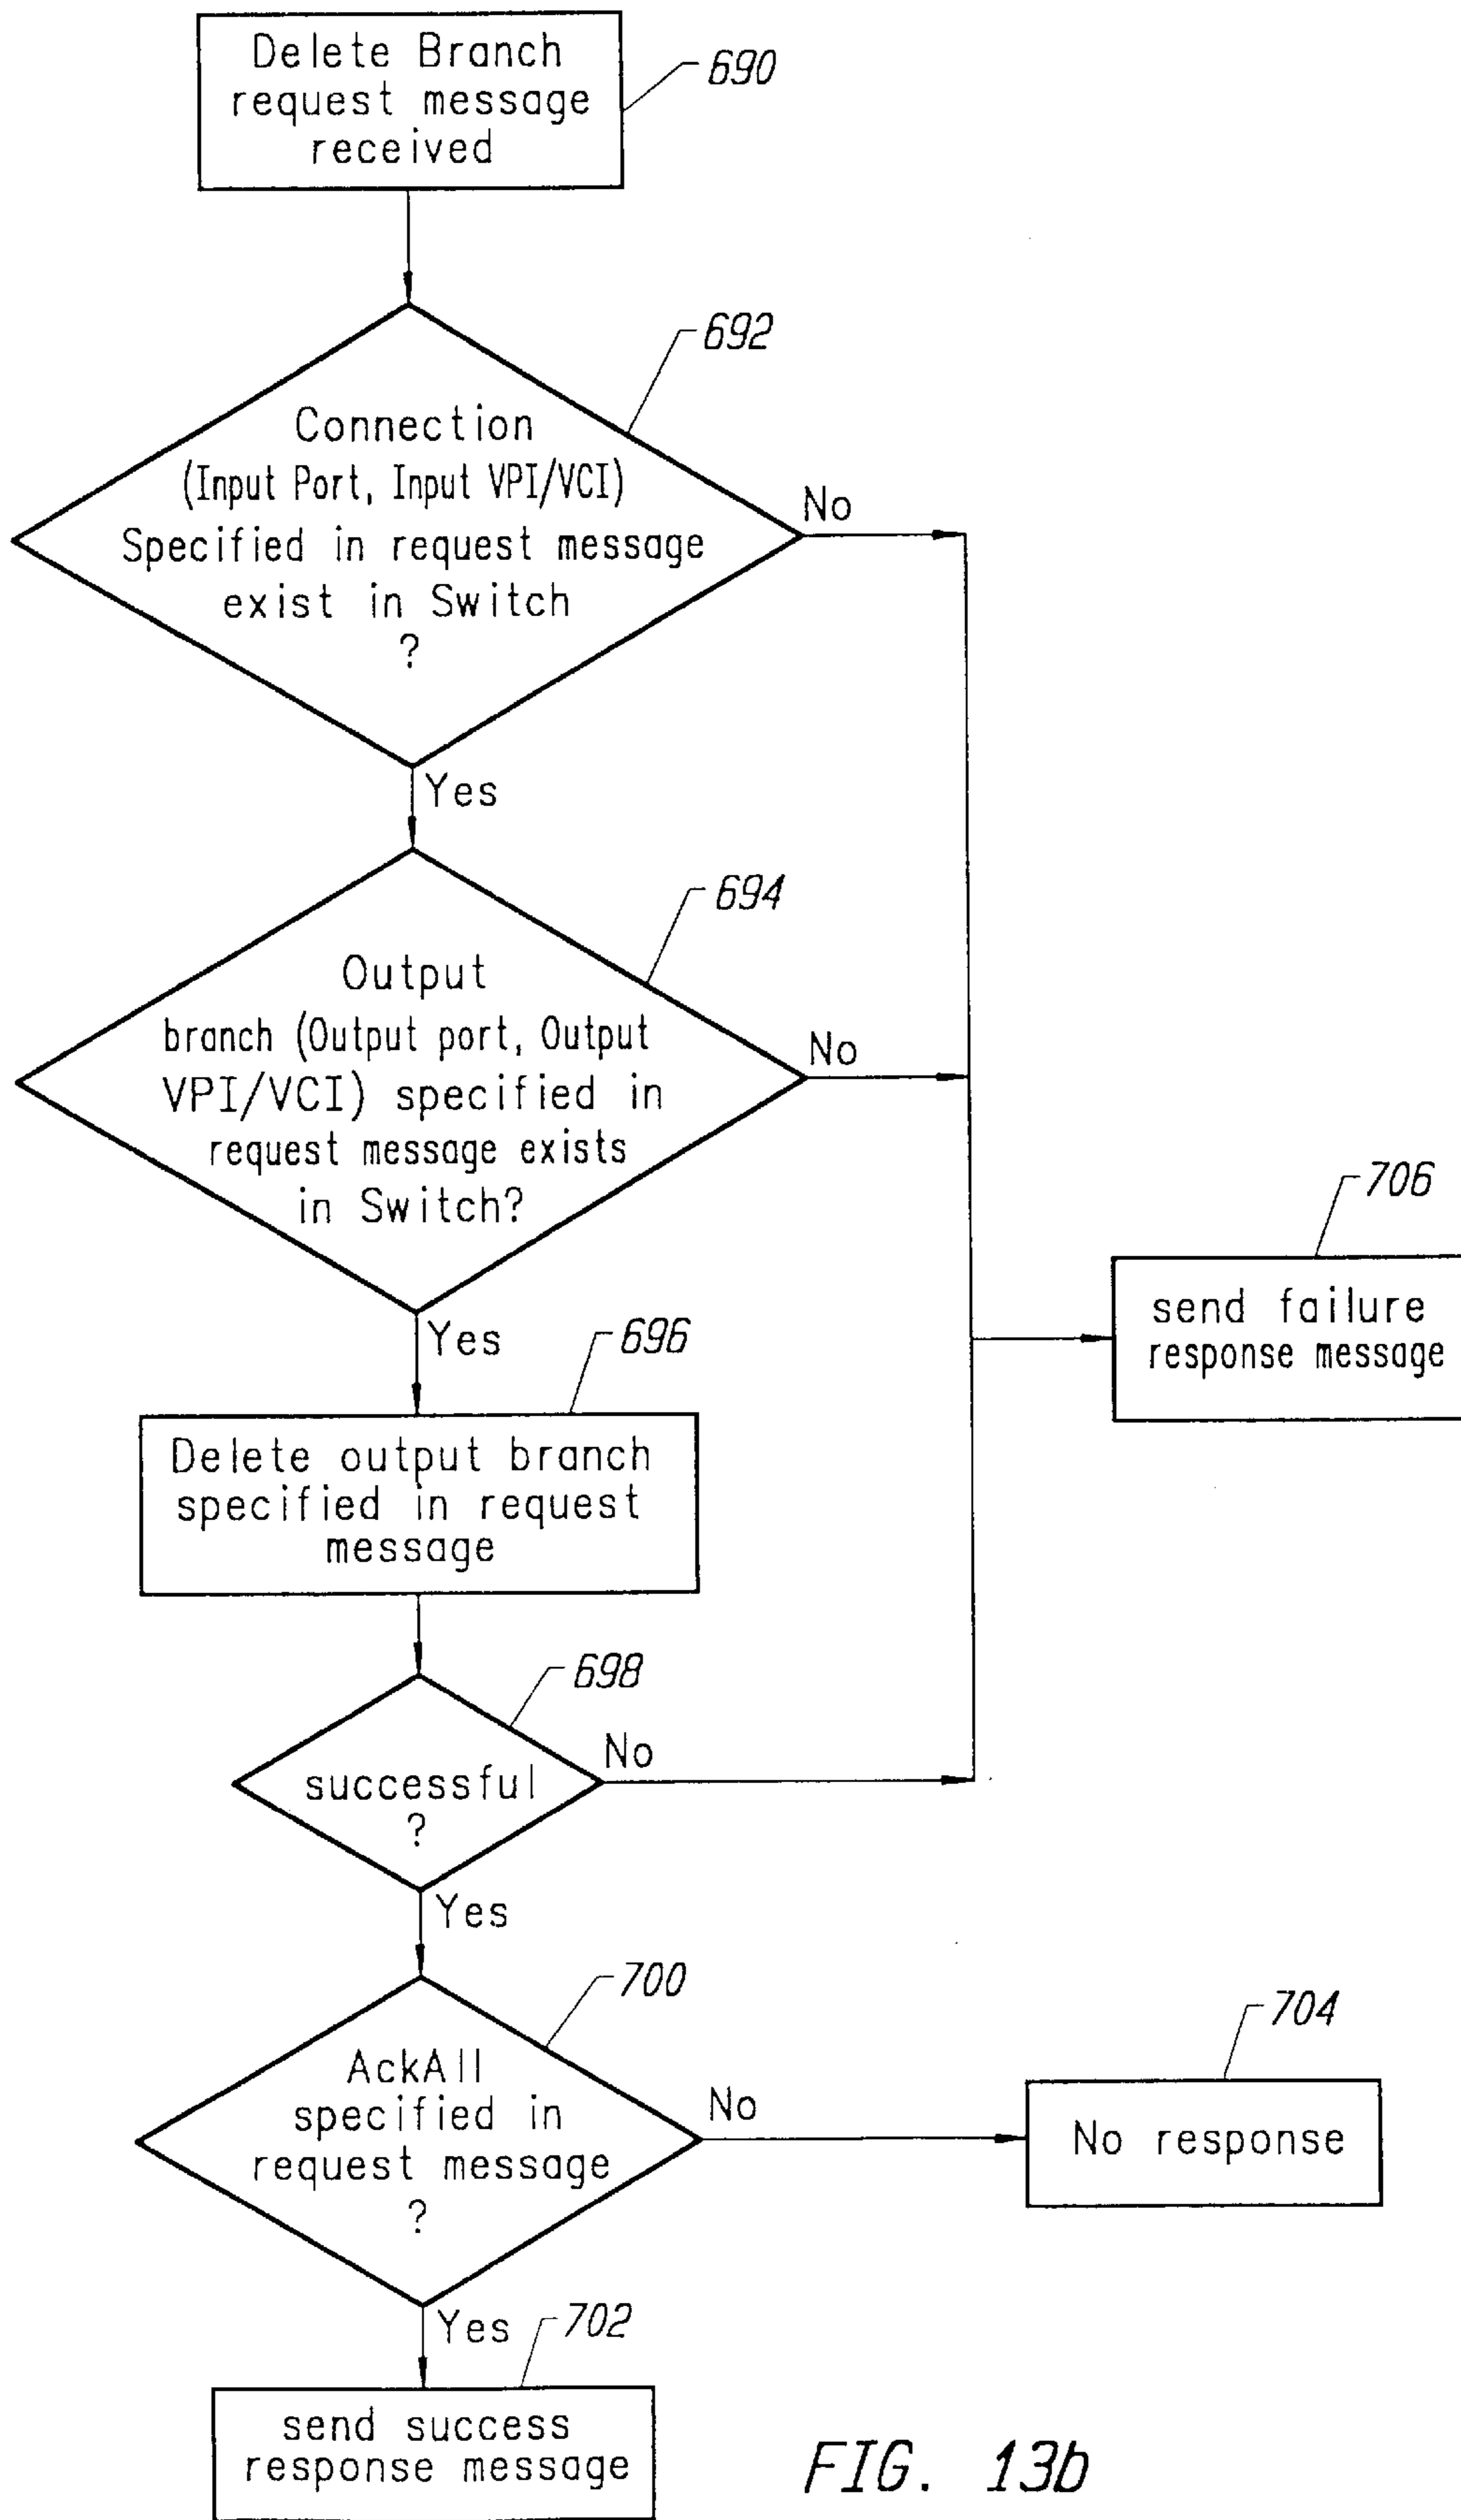 Delete Branch
request message
received
690
692
Connection
(Input Port, Input VPI/VCI)
Specified in request message
exist in Switch
?
No
Yes
694
Output
branch (Output port, Output
VPI/VCI) specified in
request message exists
in Switch?
No
Yes
706
send failure
response message
696
Delete output branch
specified in request
message
698
successful
?
No
Yes
700
AckAll
specified in
request message
?
No
704
No response
Yes
702
send success
response message
FIG. 13b